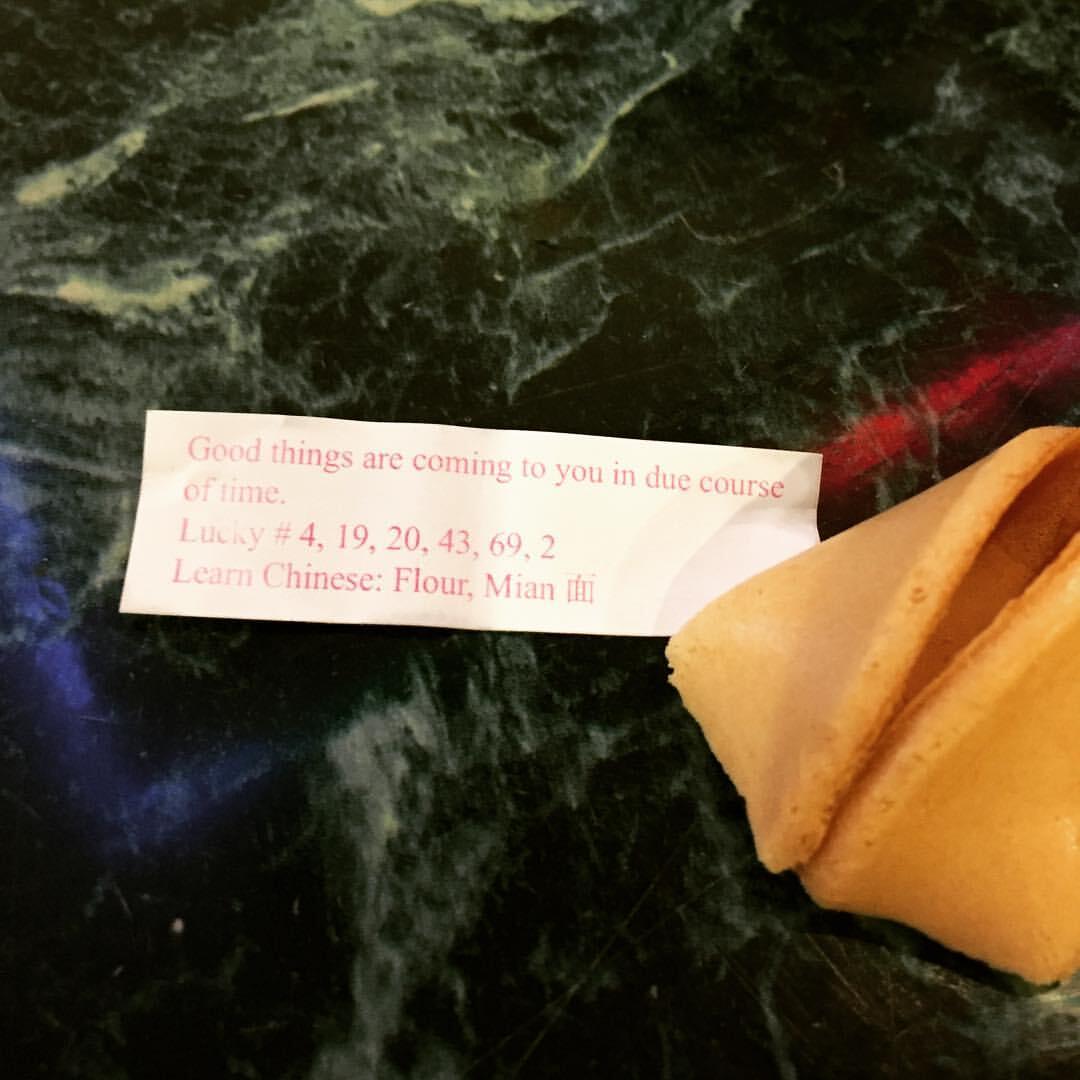 Good things are coming to you in due course
of time.
Lucky # 4, 19, 20, 43, 69, 2
Learn Chinese: Flour, Mian 面